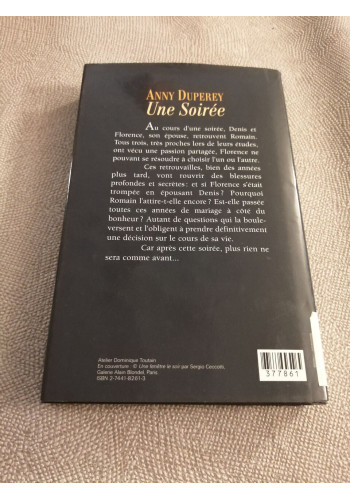 ANNY DUPEREY
Une Soirée
Au cours d'une soirée, Denis et
Florence, son épouse, retrouvent Romain.
Tous trois, très proches lors de leurs études,
ont vécu une passion partagée, Florence ne
pouvant se résoudre à choisir l'un ou l'autre.
Ces retrouvailles, bien des années
plus tard, vont rouvrir des blessures
profondes et secrètes : et si Florence s'était
trompée en épousant Denis ? Pourquoi
Romain l'attire-t-elle encore ? Est-elle passée
toutes ces années de mariage à côté du
bonheur ? Autant de questions qui la boule-
versent et l'obligent à prendre définitivement
une décision sur le cours de sa vie.
Car après cette soirée, plus rien ne
sera comme avant...
Atelier Dominique Toutain
En couverture : © Une fenêtre le soir par Sergio Ceccotti,
Galerie Alain Blondel, Paris.
ISBN 2-7441-8261-3
377861